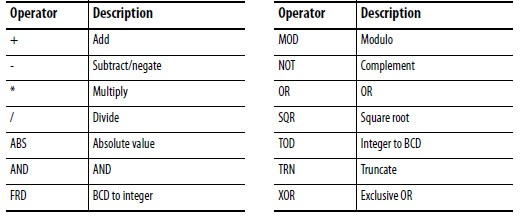 Operator Description
+ Add
- Subtract/negate
* Multiply
/ Divide
ABS Absolute value
AND AND
FRD BCD to integer
Operator Description
MOD Modulo
NOT Complement
OR OR
SQR Square root
TOD Integer to BCD
TRN Truncate
XOR Exclusive OR